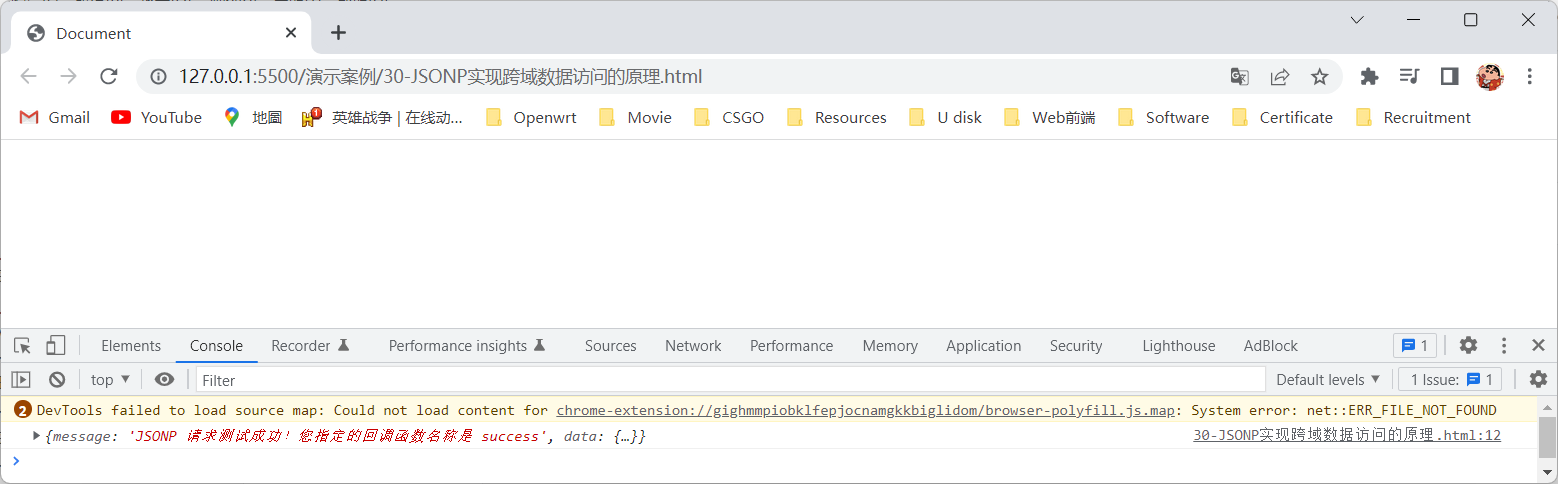 Document
127.0.0.1:5500/演示案例/30-JSONP实现跨域数据访问的原理.html
Gmail YouTube 地圖 英雄战争 | 在线动... Openwrt Movie CSGO Resources U disk Web前端 Software Certificate Recruitment
Elements Console Recorder Performance insights Sources Network Performance Memory Application Security Lighthouse AdBlock 1
top Filter Default levels 1 Issue: 1
2 DevTools failed to load source map: Could not load content for chrome-extension://gighmmpiobklfepjocnamgkkbiglidom/browser-polyfill.js.map: System error: net::ERR_FILE_NOT_FOUND
{message: 'JSONP 请求测试成功！您指定的回调函数名称是 success', data: {…}} 30-JSONP实现跨域数据访问的原理.html:12